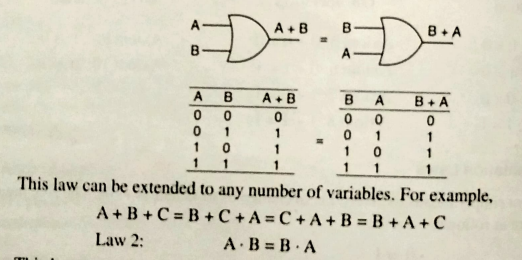 A
B
A + B
=
B
A
B + A
A B A + B
0 0 0
0 1 1
1 0 1
1 1 1
=
B A B + A
0 0 0
0 1 1
1 0 1
1 1 1
This law can be extended to any number of variables. For example,
A + B + C = B + C + A = C + A + B = B + A + C
Law 2: A · B = B · A